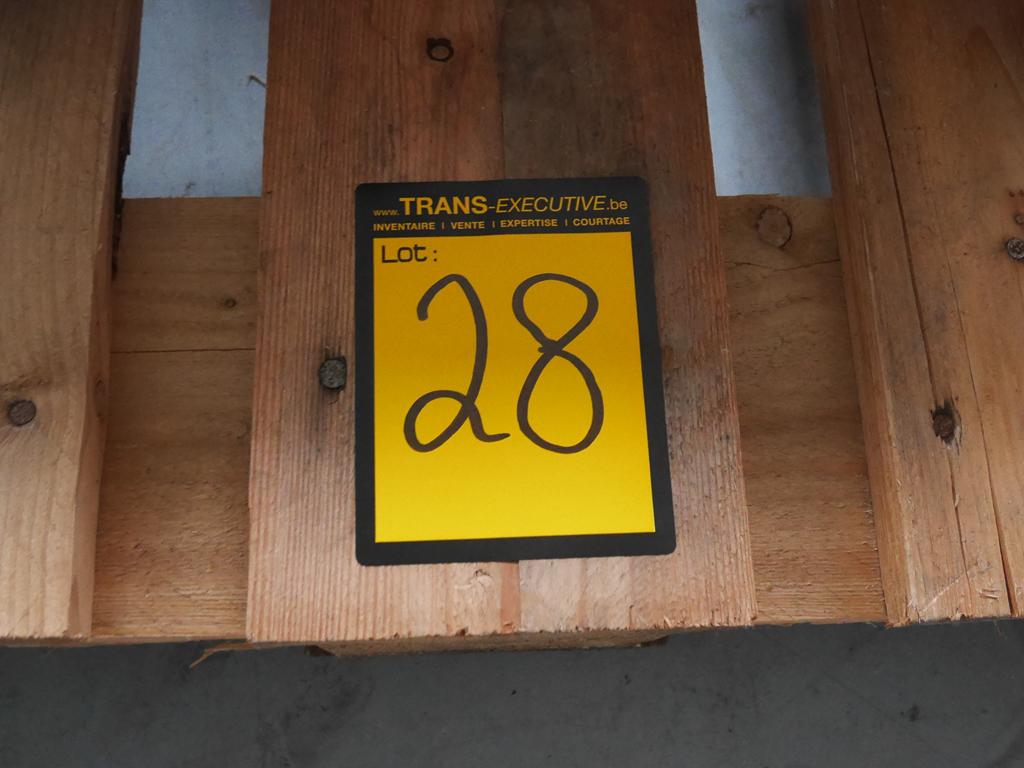 www.TRANS-EXECUTIVE.be
INVENTAIRE | VENTE | EXPERTISE | COURTAGE
Lot:
28